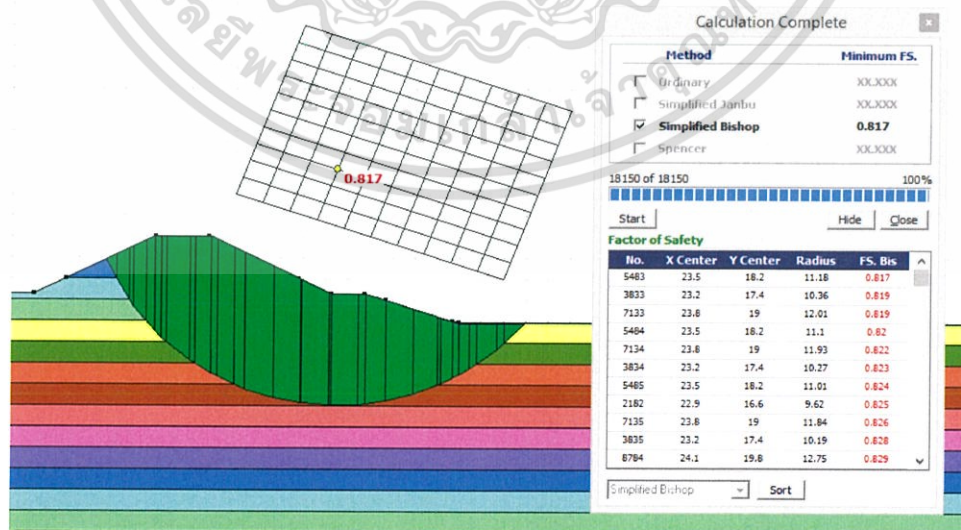 Calculation Complete
x
Method Minimum FS.
Ordinary XX.XXX
Simplified Janbu XX.XXX
Simplified Bishop 0.817
Spencer XX.XXX
18150 of 18150 100%
Start Hide Close
Factor of Safety
No. X Center Y Center Radius FS. Bis
5483 23.5 18.2 11.18 0.817
3833 23.2 17.4 10.36 0.819
7133 23.8 19 12.01 0.819
5484 23.5 18.2 11.1 0.82
7134 23.8 19 11.93 0.822
3834 23.2 17.4 10.27 0.823
5485 23.5 18.2 11.01 0.824
2182 22.9 16.6 9.62 0.825
7135 23.8 19 11.84 0.826
3835 23.2 17.4 10.19 0.828
8784 24.1 19.8 12.75 0.829
Simplified Bishop Sort
0.817